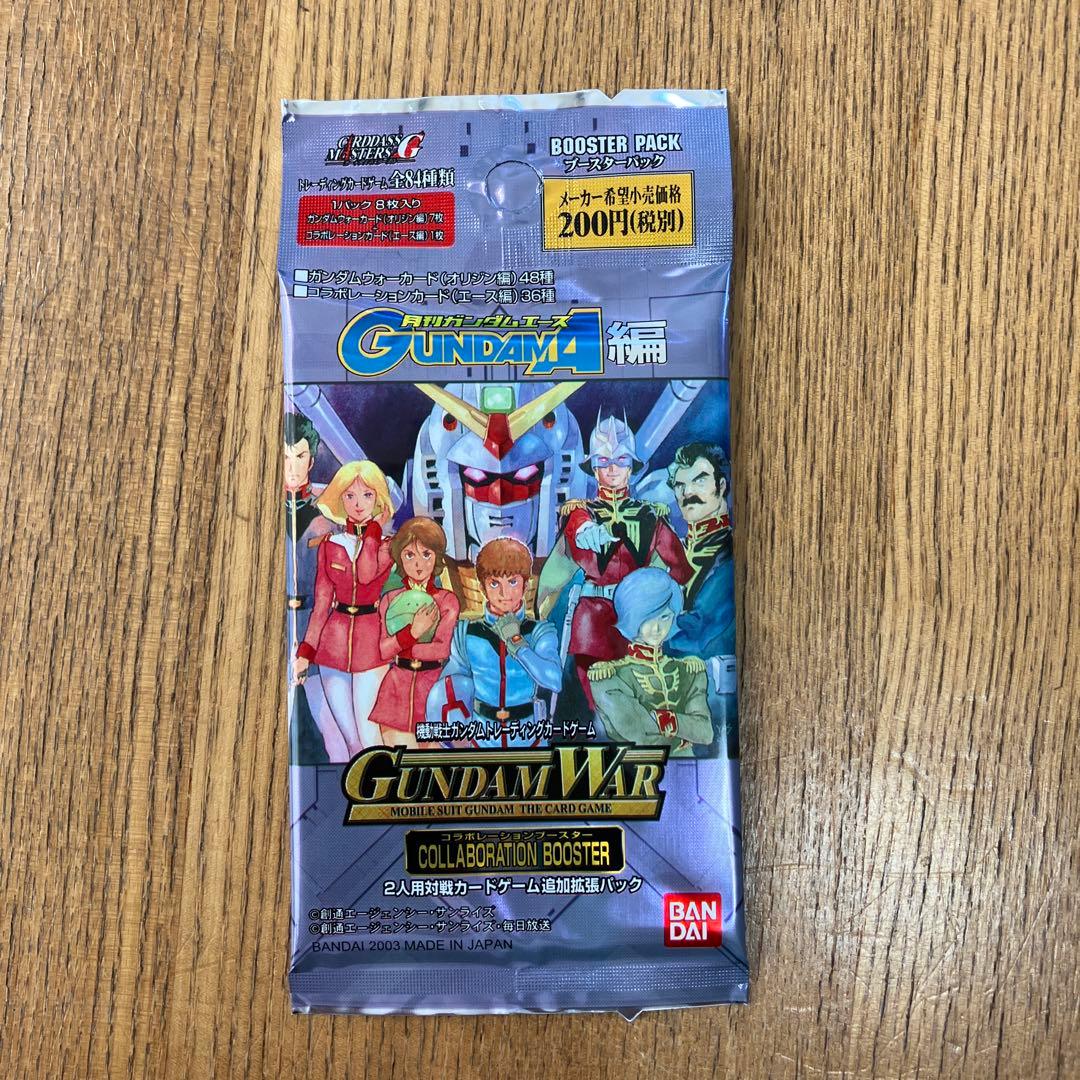 CARDDASS
MASTERS G
トレーディングカードゲーム 全84種類
1パック 8枚入り
ガンダムウォーカード(オリジン編)7枚
+
コラボレーションカード(エース編)1枚
BOOSTER PACK
ブースターパック
メーカー希望小売価格
200円(税別)
■ガンダムウォーカード(オリジン編)48種
■コラボレーションカード(エース編)36種
月刊ガンダムエース
GUNDAM A 編
機動戦士ガンダムトレーディングカードゲーム
GUNDAM WAR
MOBILE SUIT GUNDAM THE CARD GAME
コラボレーションブースター
COLLABORATION BOOSTER
2人用対戦カードゲーム追加拡張パック
©創通エージェンシー・サンライズ
©創通エージェンシー・サンライズ・毎日放送
BANDAI 2003 MADE IN JAPAN
BAN
DAI